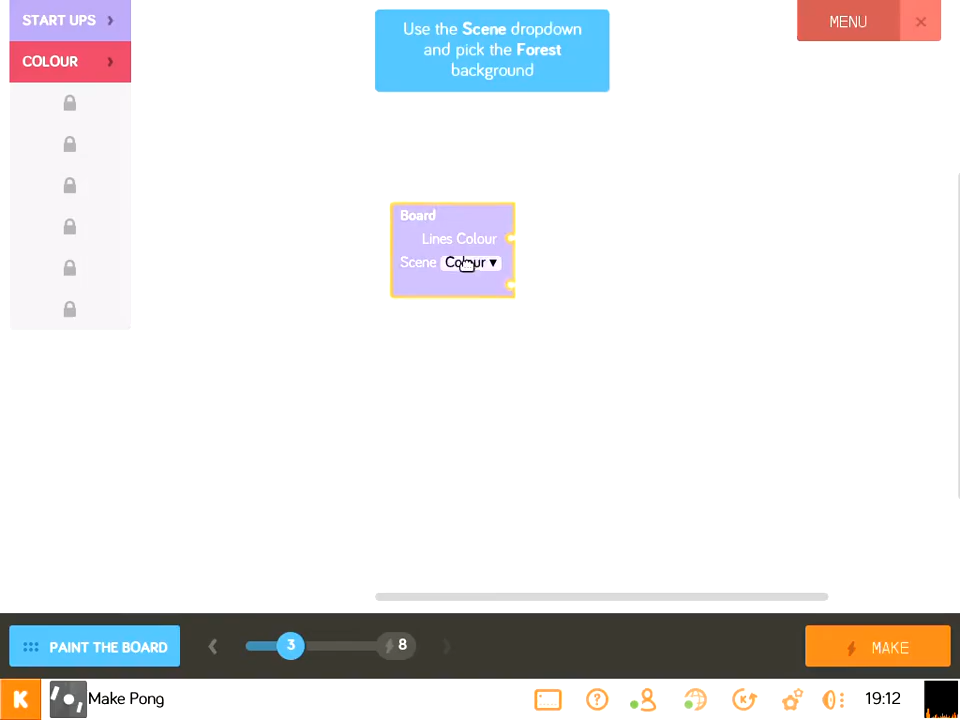 START UPS
COLOUR
Use the Scene dropdown
and pick the Forest
background
MENU
Board
Lines Colour
Scene Colour
PAINT THE BOARD
3
8
MAKE
K
Make Pong
19:12